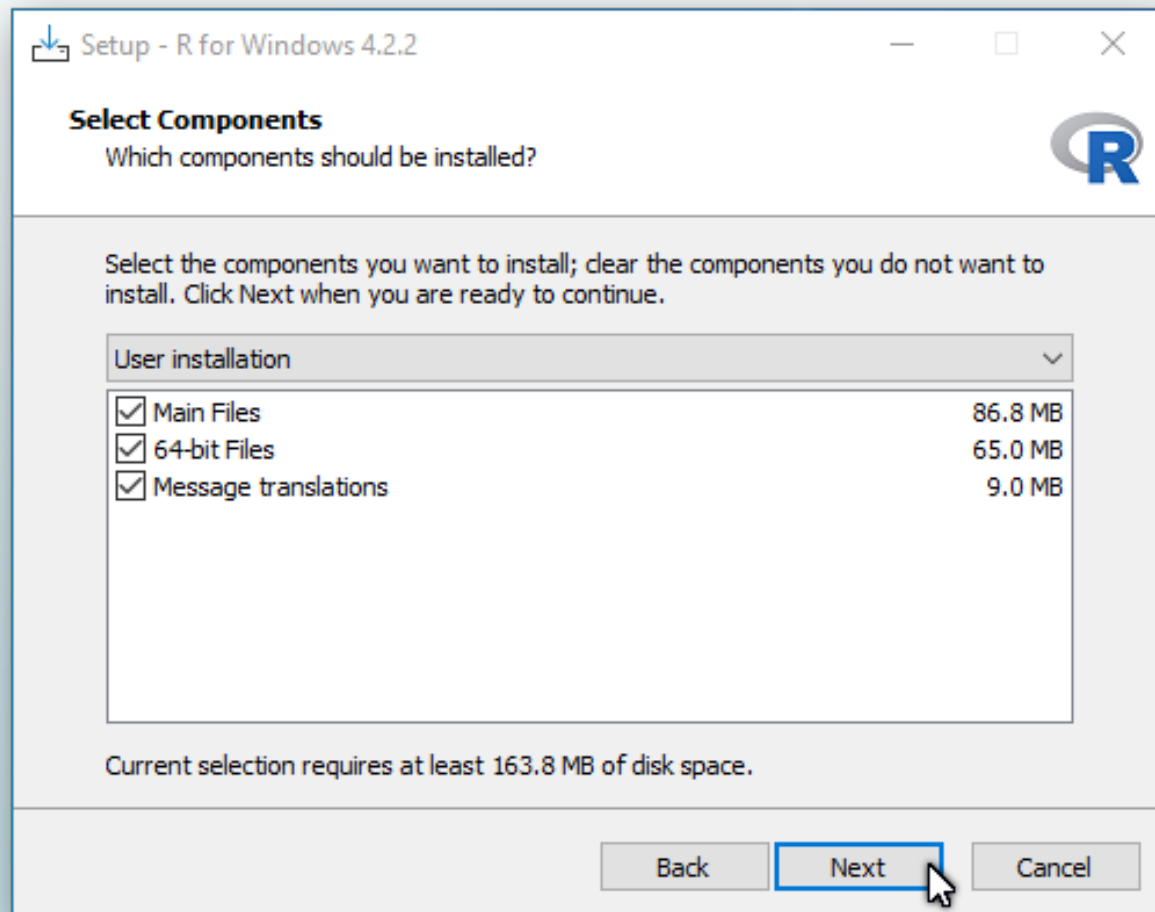 Setup - R for Windows 4.2.2
Select Components
Which components should be installed?
R
Select the components you want to install; clear the components you do not want to
install. Click Next when you are ready to continue.
User installation
Main Files 86.8 MB
64-bit Files 65.0 MB
Message translations 9.0 MB
Current selection requires at least 163.8 MB of disk space.
Back Next Cancel